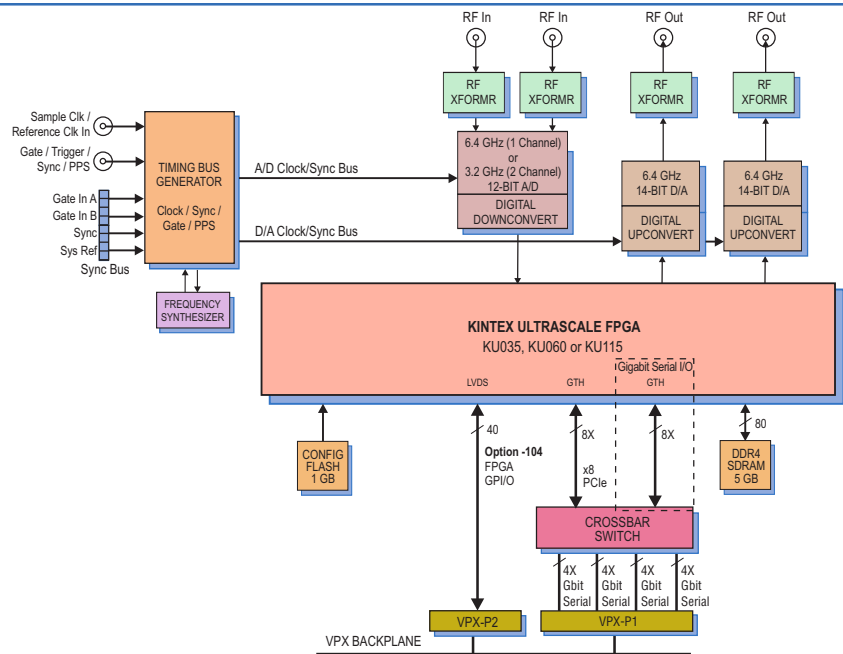 RF In
RF In
RF Out
RF Out
RF
XFORMR
RF
XFORMR
RF
XFORMR
RF
XFORMR
Sample Clk /
Reference Clk In
Gate / Trigger /
Sync / PPS
Gate In A
Gate In B
Sync
Sys Ref
Sync Bus
TIMING BUS
GENERATOR
Clock / Sync /
Gate / PPS
FREQUENCY
SYNTHESIZER
A/D Clock/Sync Bus
D/A Clock/Sync Bus
6.4 GHz (1 Channel)
or
3.2 GHz (2 Channel)
12-BIT A/D
DIGITAL
DOWNCONVERT
6.4 GHz
14-BIT D/A
DIGITAL
UPCONVERT
6.4 GHz
14-BIT D/A
DIGITAL
UPCONVERT
KINTEX ULTRASCALE FPGA
KU035, KU060 or KU115
Gigabit Serial I/O
LVDS
GTH
GTH
40
8X
8X
80
CONFIG
FLASH
1 GB
Option -104
FPGA
GPI/O
x8
PCIe
DDR4
SDRAM
5 GB
CROSSBAR
SWITCH
4X
Gbit
Serial
4X
Gbit
Serial
4X
Gbit
Serial
4X
Gbit
Serial
VPX-P2
VPX-P1
VPX BACKPLANE